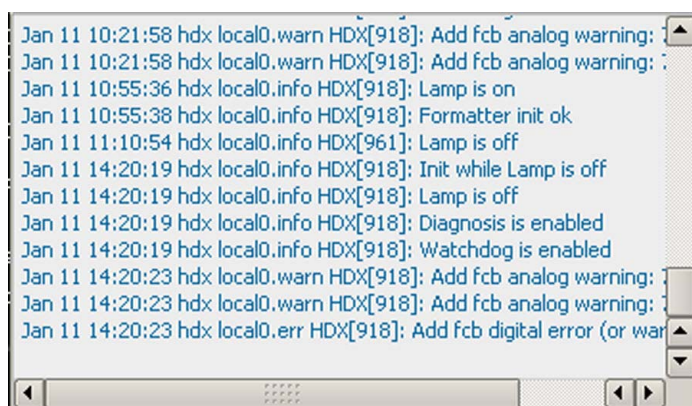 Jan 11 10:21:58 hdx local0.warn HDX[918]: Add fcb analog warning:
Jan 11 10:21:58 hdx local0.warn HDX[918]: Add fcb analog warning:
Jan 11 10:55:36 hdx local0.info HDX[918]: Lamp is on
Jan 11 10:55:38 hdx local0.info HDX[918]: Formatter init ok
Jan 11 11:10:54 hdx local0.info HDX[961]: Lamp is off
Jan 11 14:20:19 hdx local0.info HDX[918]: Init while Lamp is off
Jan 11 14:20:19 hdx local0.info HDX[918]: Lamp is off
Jan 11 14:20:19 hdx local0.info HDX[918]: Diagnosis is enabled
Jan 11 14:20:19 hdx local0.info HDX[918]: Watchdog is enabled
Jan 11 14:20:23 hdx local0.warn HDX[918]: Add fcb analog warning:
Jan 11 14:20:23 hdx local0.warn HDX[918]: Add fcb analog warning:
Jan 11 14:20:23 hdx local0.err HDX[918]: Add fcb digital error (or war